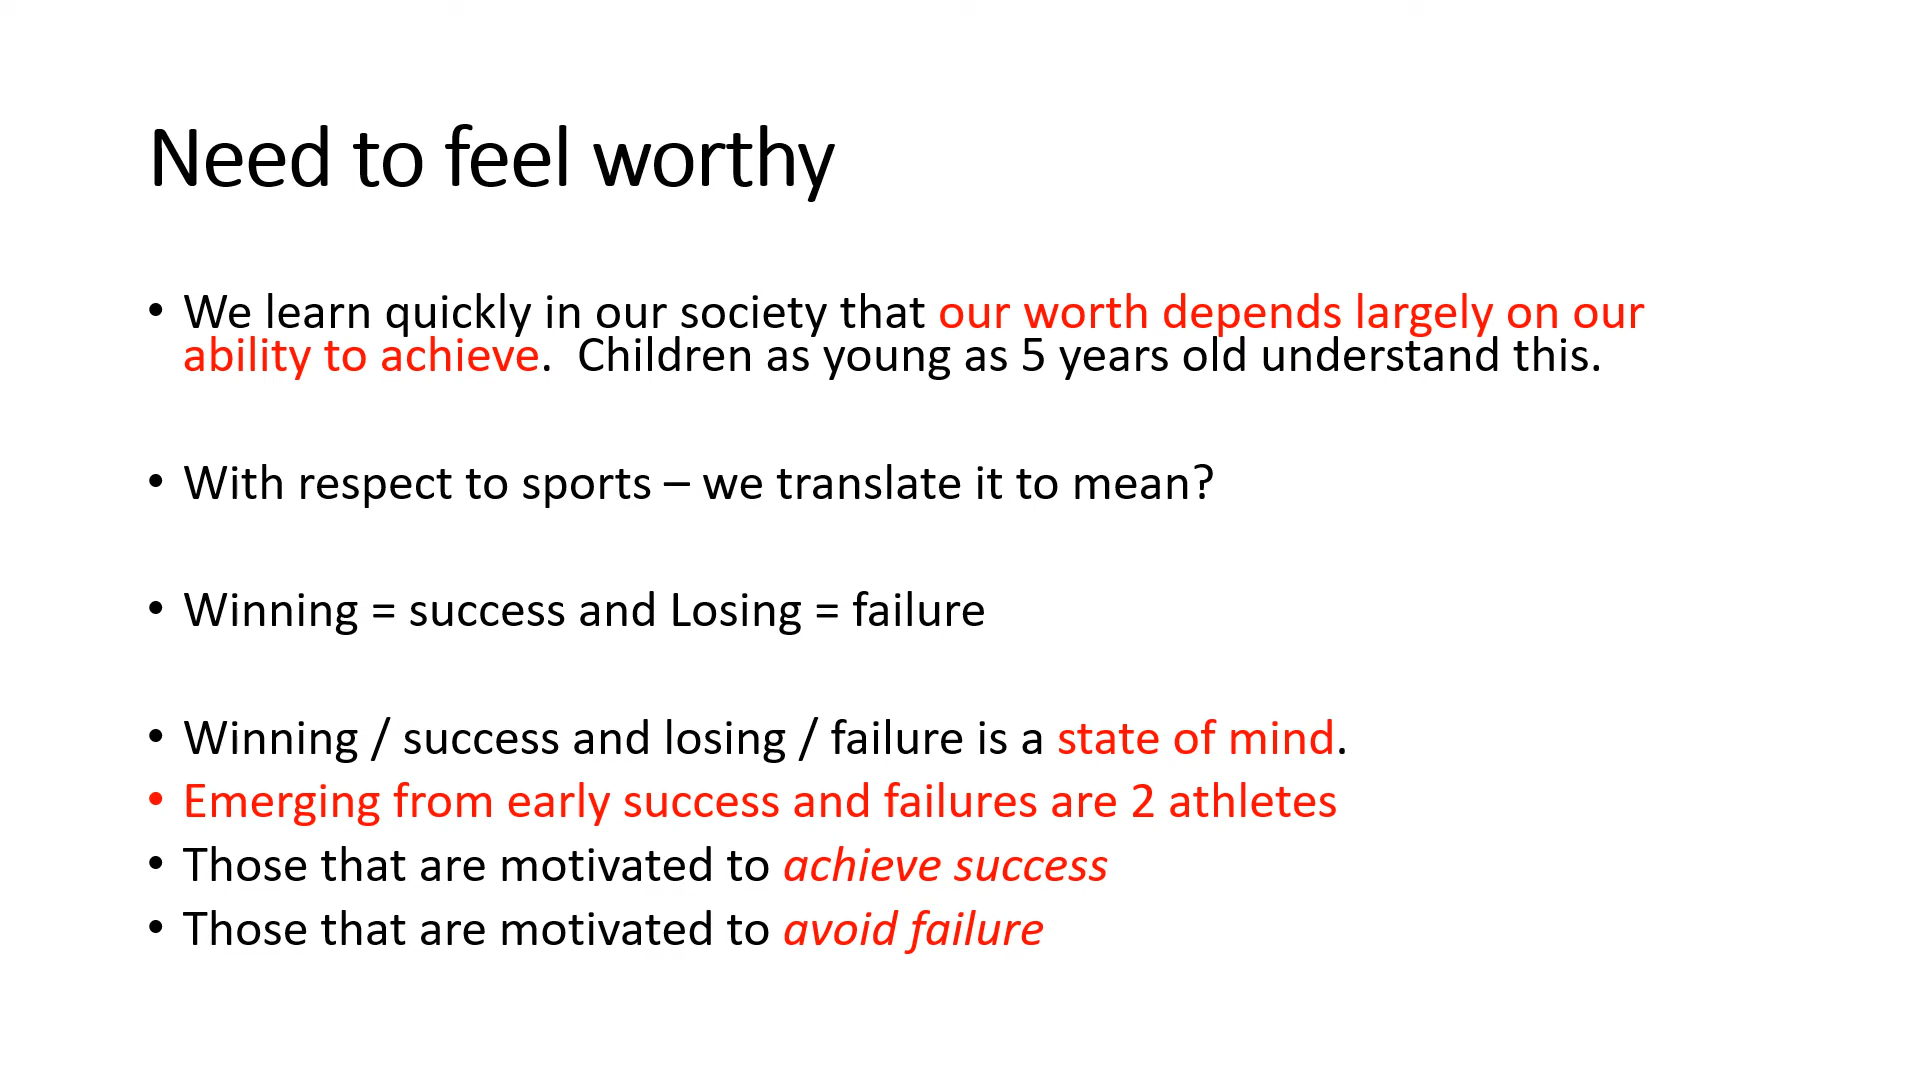 Need to feel worthy
• We learn quickly in our society that our worth depends largely on our
ability to achieve.  Children as young as 5 years old understand this.
• With respect to sports – we translate it to mean?
• Winning = success and Losing = failure
• Winning / success and losing / failure is a state of mind.
• Emerging from early success and failures are 2 athletes
• Those that are motivated to achieve success
• Those that are motivated to avoid failure